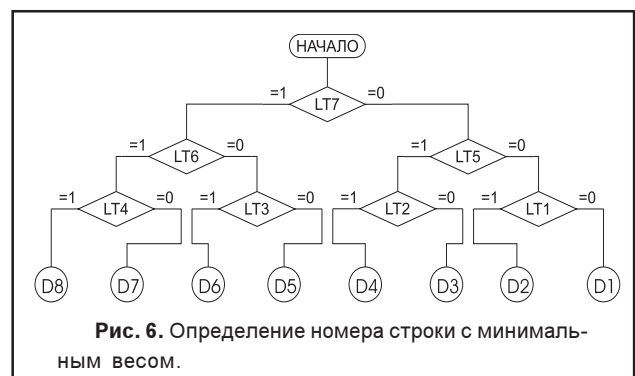 НАЧАЛО
=1 LT7 =0
=1 LT6 =0 =1 LT5 =0
=1 LT4 =0 =1 LT3 =0 =1 LT2 =0 =1 LT1 =0
D8 D7 D6 D5 D4 D3 D2 D1
Рис. 6. Определение номера строки с минималь-
ным весом.